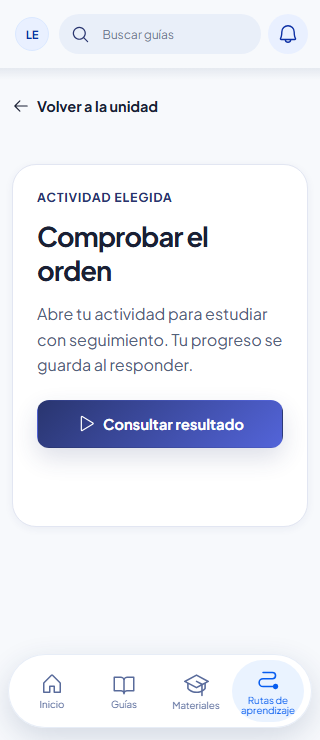 LE
Buscar guías
Volver a la unidad
ACTIVIDAD ELEGIDA
Comprobar el
orden
Abre tu actividad para estudiar
con seguimiento. Tu progreso se
guarda al responder.
Consultar resultado
Inicio
Guías
Materiales
Rutas de
aprendizaje